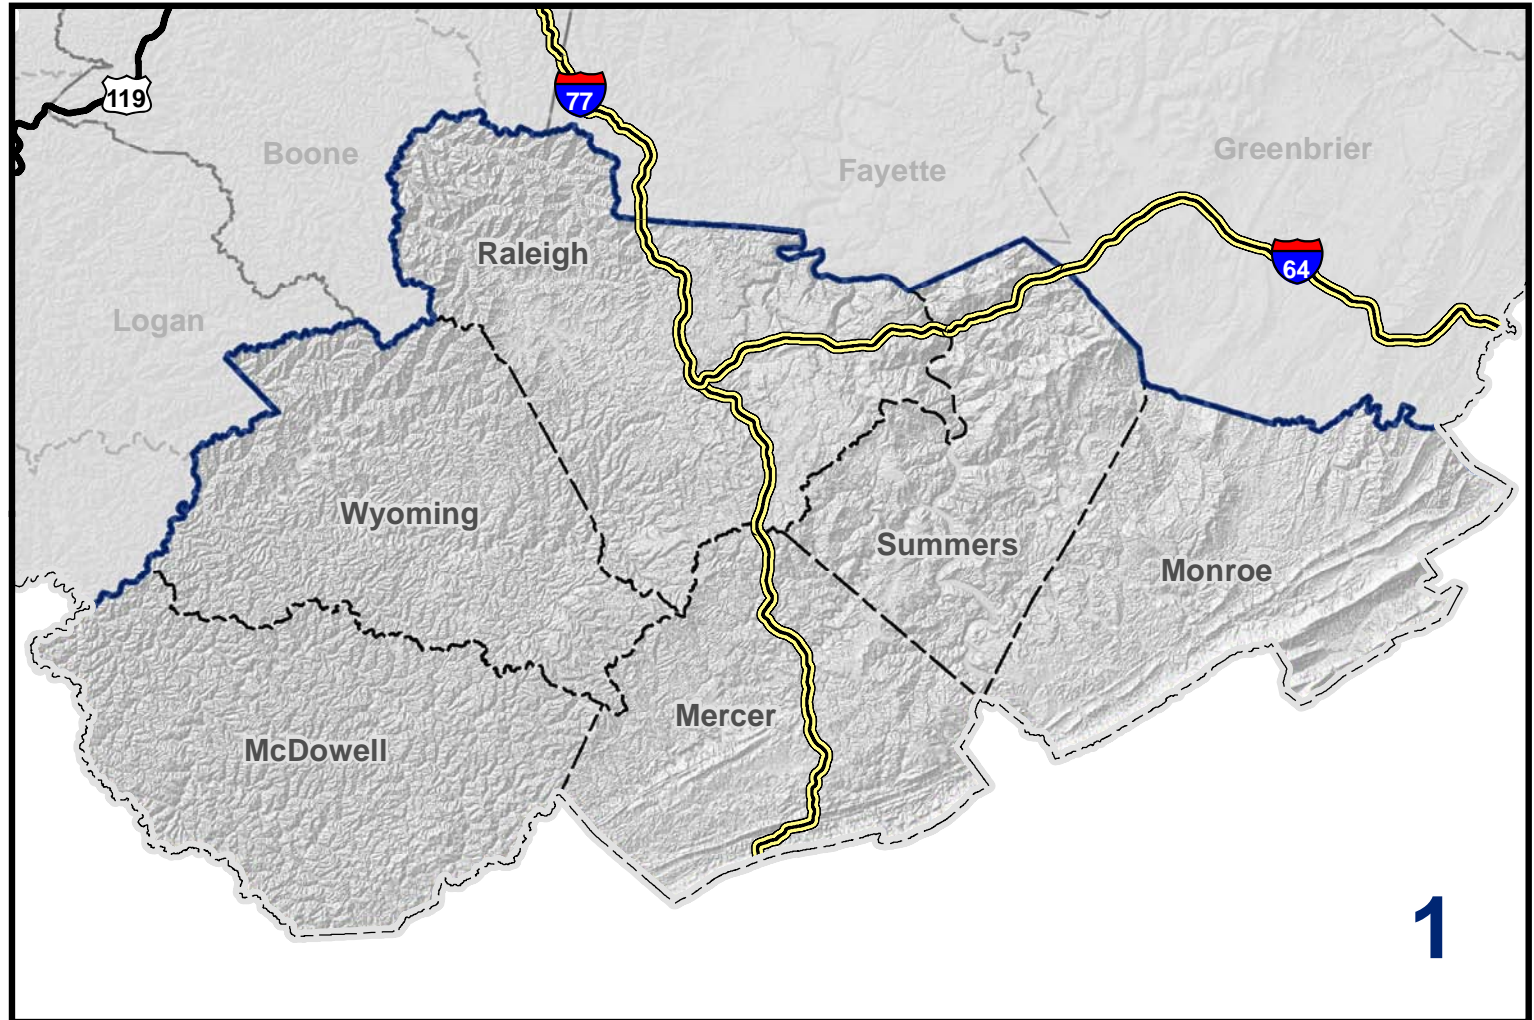 119
77
Boone
Fayette
Greenbrier
Raleigh
64
Logan
Wyoming
Summers
Monroe
Mercer
McDowell
1